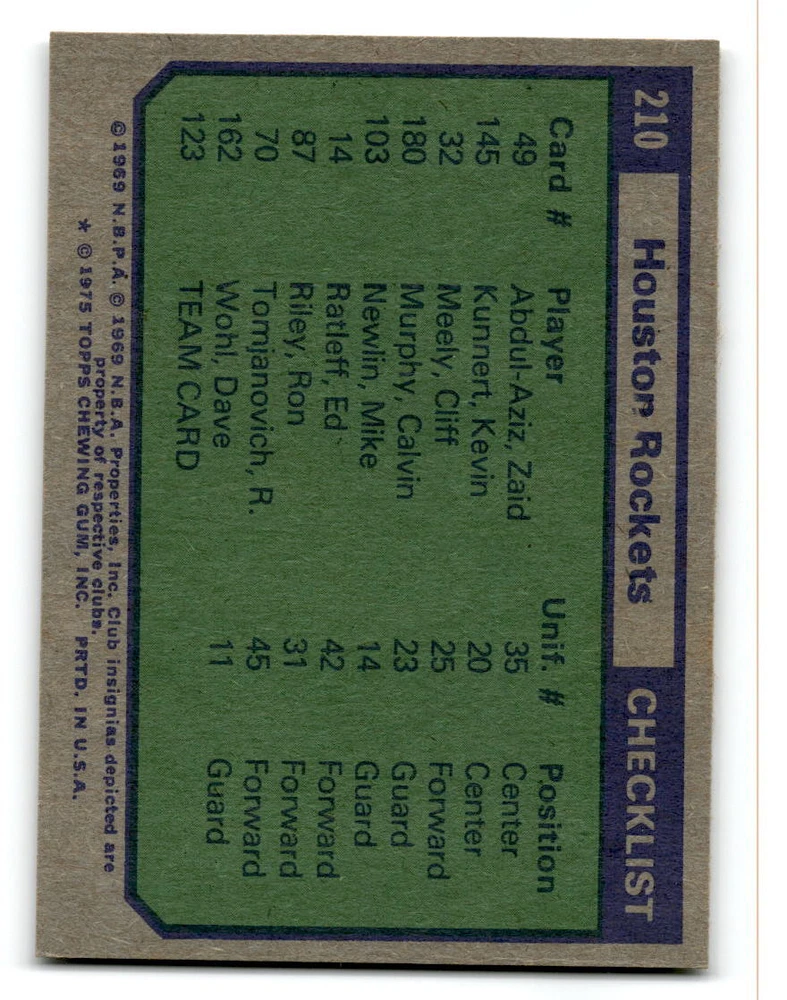 210 Houston Rockets CHECKLIST
Card # Player Unif. # Position
49 Abdul-Aziz, Zaid 35 Center
145 Kunnert, Kevin 20 Center
32 Meely, Cliff 25 Forward
180 Murphy, Calvin 23 Guard
103 Newlin, Mike 14 Guard
14 Ratleff, Ed 42 Forward
87 Riley, Ron 31 Forward
70 Tomjanovich, R. 45 Forward
162 Wohl, Dave 11 Guard
123 TEAM CARD
© 1969 N.B.P.A. © 1969 N.B.A. Properties, Inc. Club insignias depicted are
property of respective clubs.
* © 1975 TOPPS CHEWING GUM, INC. PRTD. IN U.S.A.